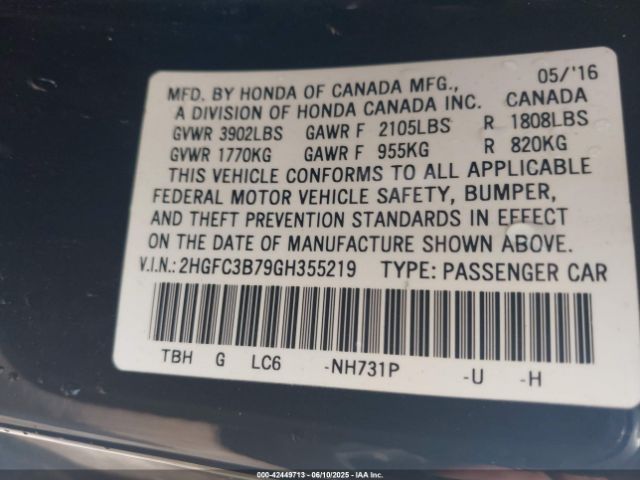 MFD. BY HONDA OF CANADA MFG., 05/'16
A DIVISION OF HONDA CANADA INC. CANADA
GVWR 3902LBS GAWR F 2105LBS R 1808LBS
GVWR 1770KG GAWR F 955KG R 820KG
THIS VEHICLE CONFORMS TO ALL APPLICABLE
FEDERAL MOTOR VEHICLE SAFETY, BUMPER,
AND THEFT PREVENTION STANDARDS IN EFFECT
ON THE DATE OF MANUFACTURE SHOWN ABOVE.
V.I.N.: 2HGFC3B79GH355219 TYPE: PASSENGER CAR
TBH G LC6 -NH731P -U -H
000-42449713 - 06/10/2025 - IAA Inc.